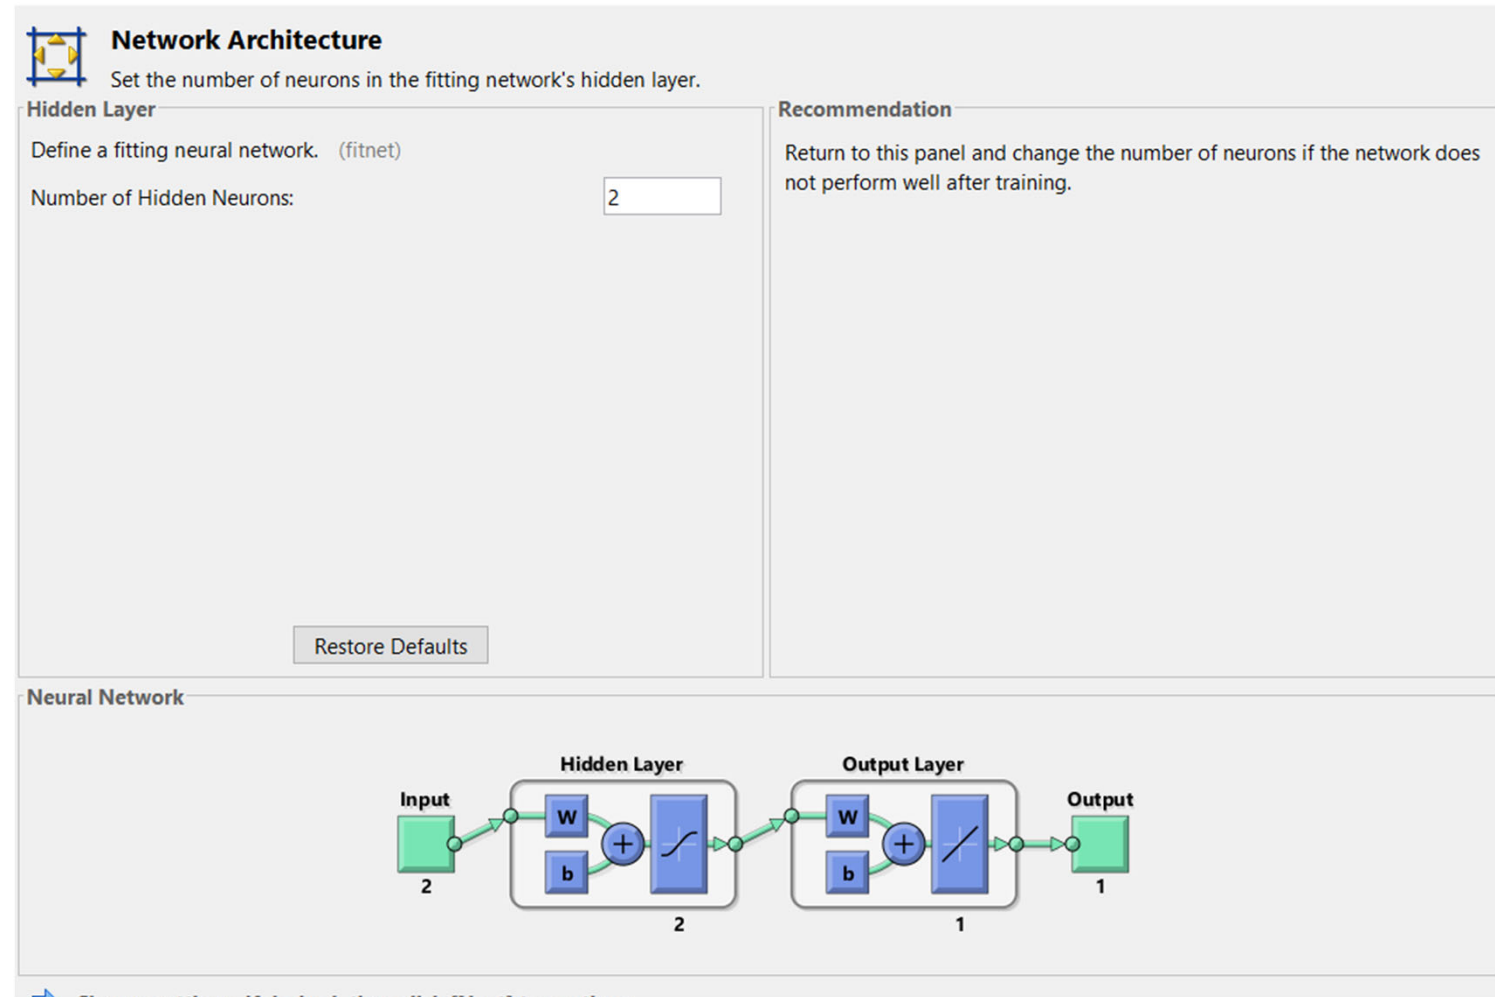 Network Architecture
Set the number of neurons in the fitting network's hidden layer.
Hidden Layer
Define a fitting neural network. (fitnet)
Number of Hidden Neurons: 2
Restore Defaults
Recommendation
Return to this panel and change the number of neurons if the network does
not perform well after training.
Neural Network
Hidden Layer
Output Layer
Input
Output
W
b
W
b
2
2
1
1